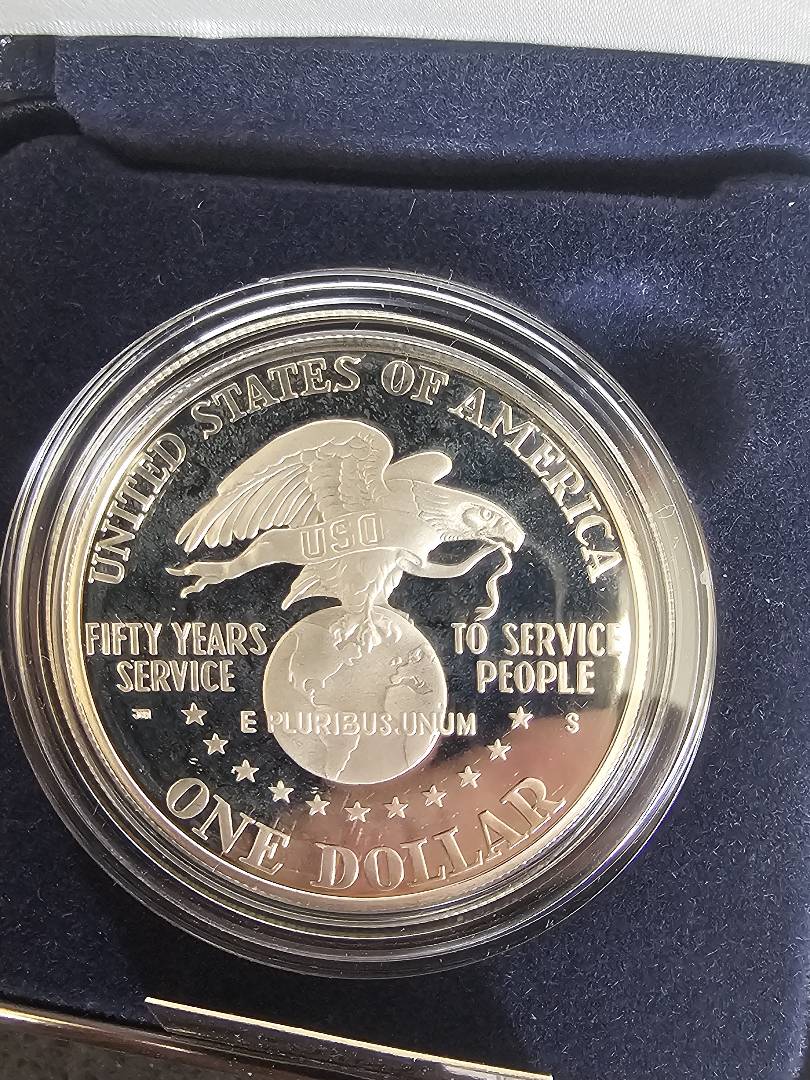 UNITED STATES OF AMERICA
USO
FIFTY YEARS
SERVICE
TO SERVICE
PEOPLE
E PLURIBUS UNUM
S
ONE DOLLAR